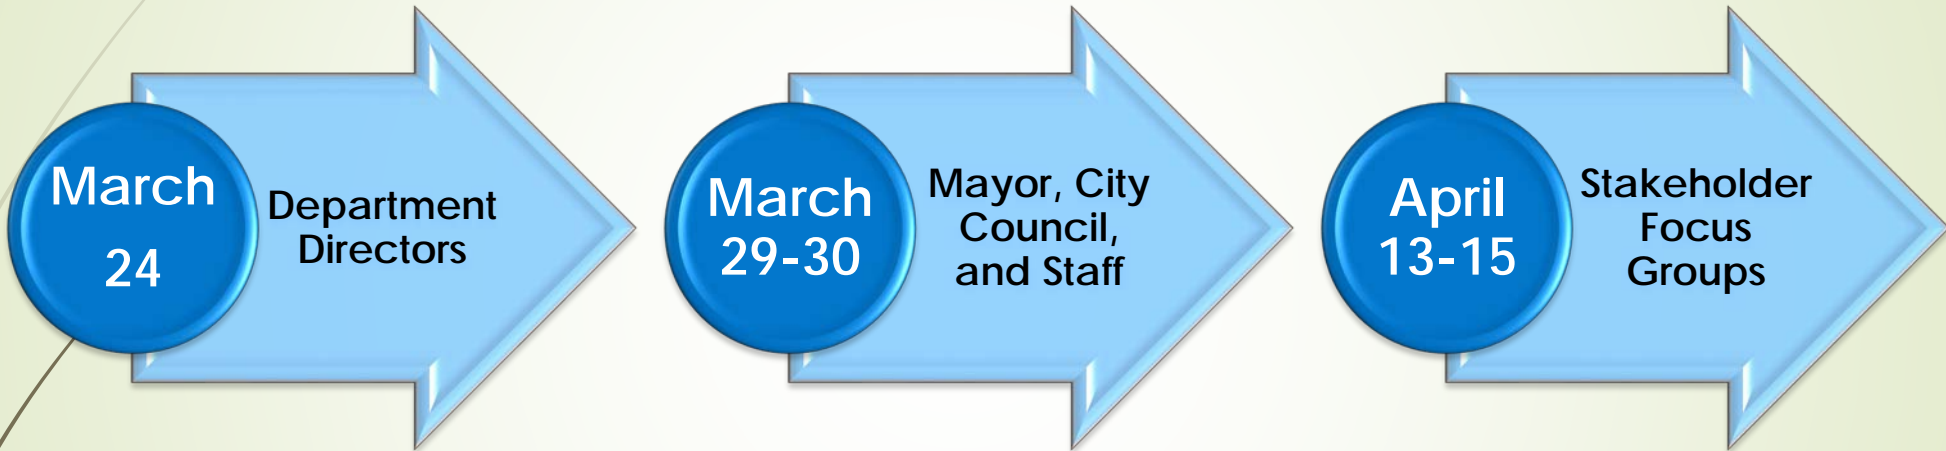 March
24
Department
Directors
March
29-30
Mayor, City
Council,
and Staff
April
13-15
Stakeholder
Focus
Groups